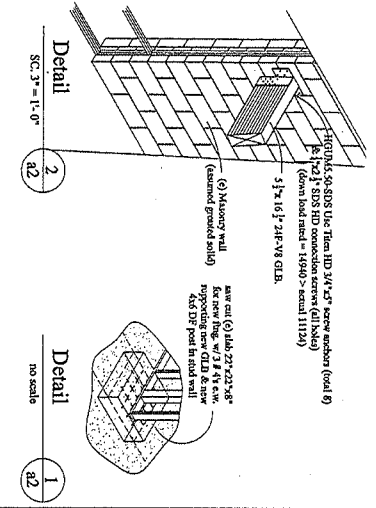 HGUM5.50-SDS Use Titen HD 3/4"x5" screw anchors (total 8)
& 1/4"x2 1/2" SDS HD connection screws (all holes)
(down load rated = 14940 > actual 11124)
5 1/2"x 16 1/2" 24F-V8 GLB.
(e) Masonry wall
(assumed grouted solid)
Detail
SC. 3" = 1'- 0"
2
a2
saw cut (e) slab 22"x22"x8"
for new ftng. w/ 3 # 4's e.w.
supporting new GLB & new
4x6 DF post in stud wall
Detail
no scale
1
a2